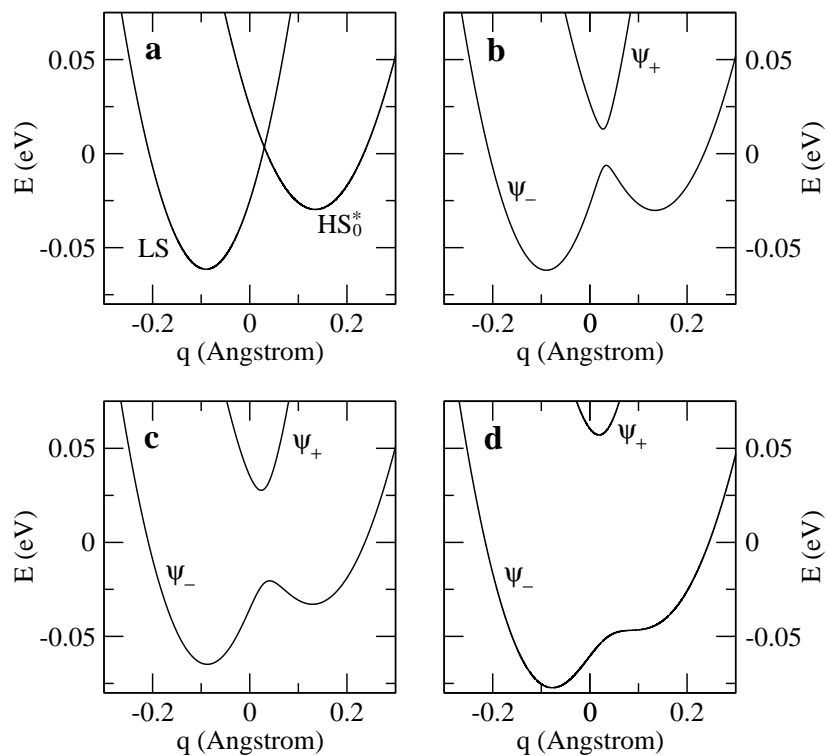 a
0.05
0
-0.05
E (eV)
LS
HS₀*
-0.2
0
0.2
q (Angstrom)
b
0.05
0
-0.05
E (eV)
ψ₊
ψ₋
-0.2
0
0.2
q (Angstrom)
c
0.05
0
-0.05
E (eV)
ψ₊
ψ₋
-0.2
0
0.2
q (Angstrom)
d
0.05
0
-0.05
E (eV)
ψ₊
ψ₋
-0.2
0
0.2
q (Angstrom)